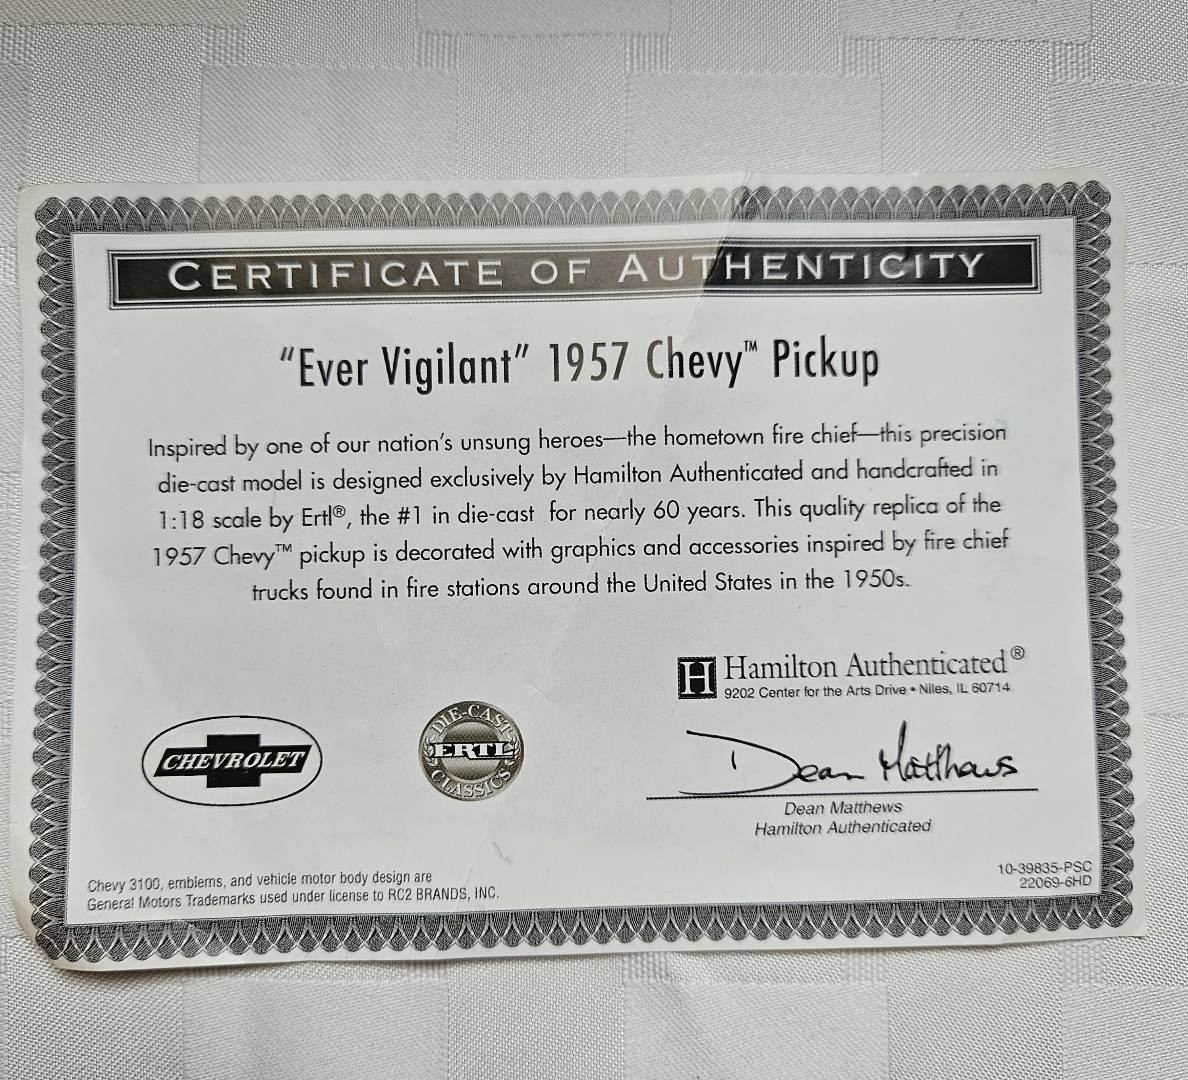 CERTIFICATE OF AUTHENTICITY
“Ever Vigilant” 1957 Chevy™ Pickup
Inspired by one of our nation’s unsung heroes—the hometown fire chief—this precision
die-cast model is designed exclusively by Hamilton Authenticated and handcrafted in
1:18 scale by Ertl®, the #1 in die-cast for nearly 60 years. This quality replica of the
1957 Chevy™ pickup is decorated with graphics and accessories inspired by fire chief
trucks found in fire stations around the United States in the 1950s.
H Hamilton Authenticated®
9202 Center for the Arts Drive • Niles, IL 60714
CHEVROLET
DIE-CAST
ERTL
CLASSICS
Dean Matthews
Dean Matthews
Hamilton Authenticated
Chevy 3100, emblems, and vehicle motor body design are
General Motors Trademarks used under license to RC2 BRANDS, INC.
10-39835-PSC
22069-6HD